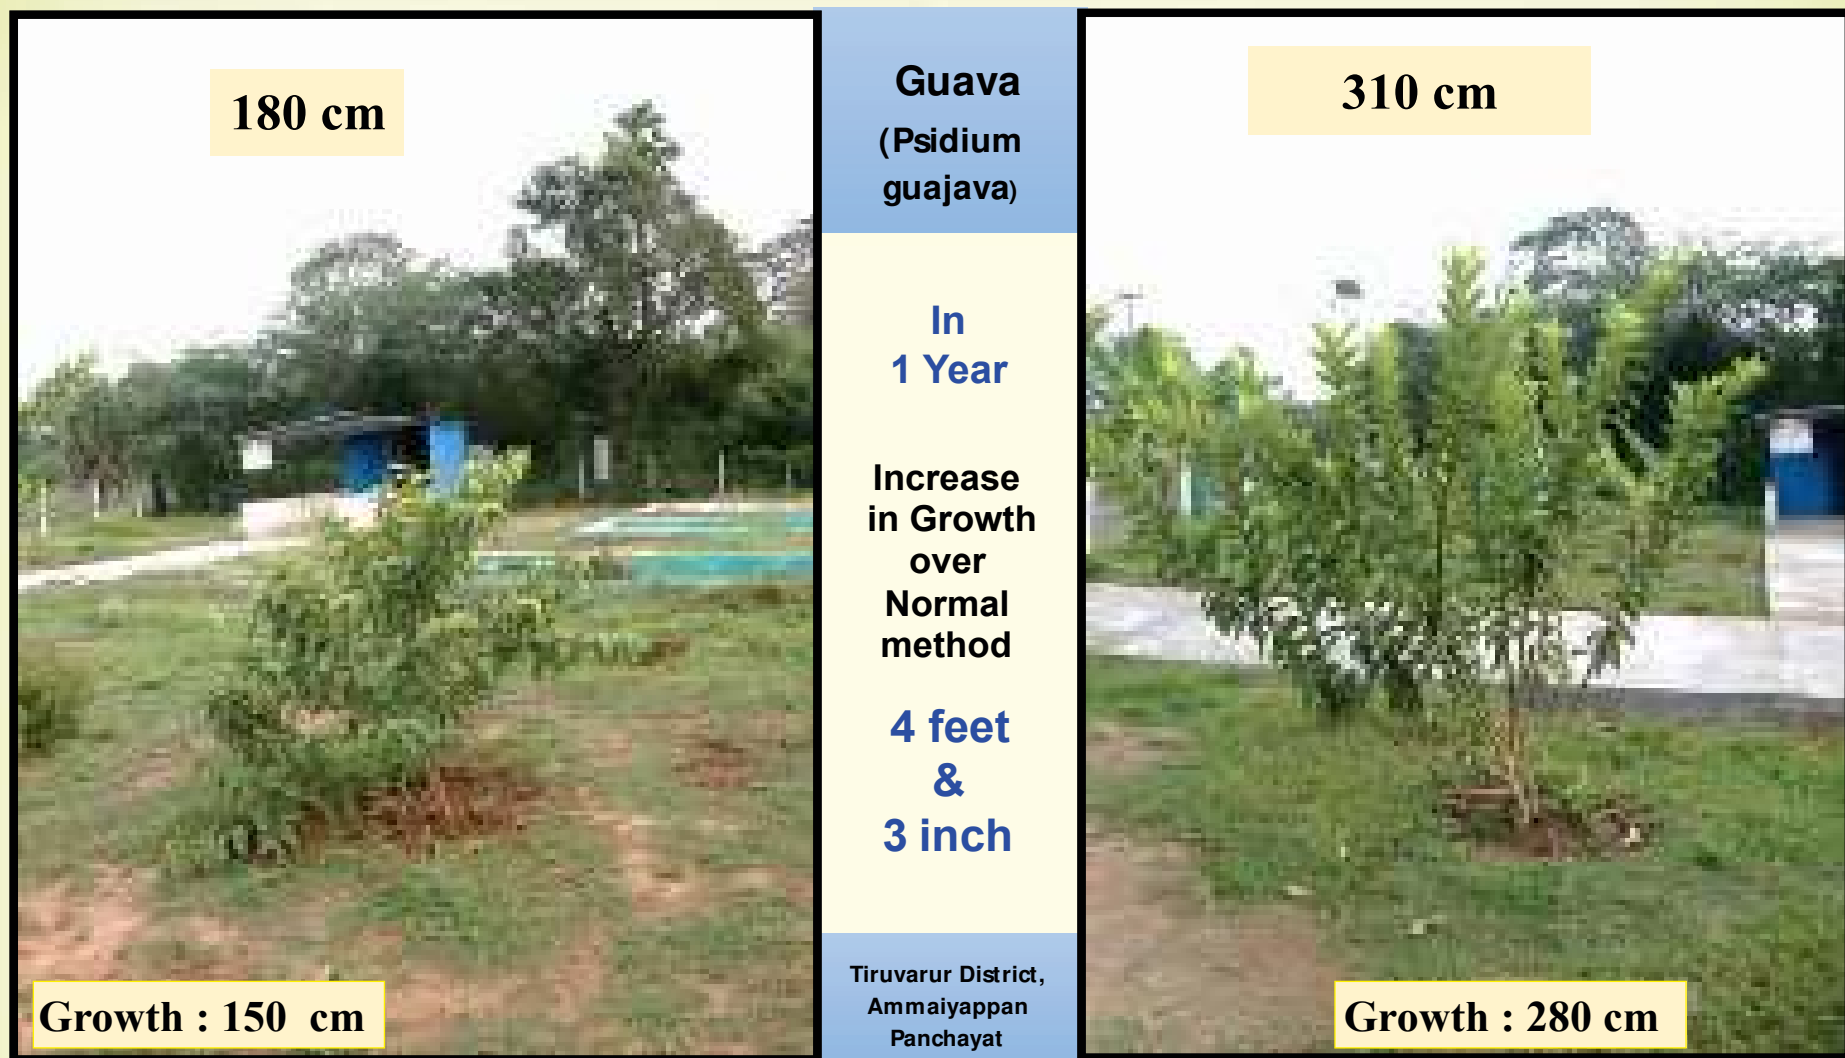 180 cm
Growth : 150 cm
Guava
(Psidium
guajava)
In
1 Year
Increase
in Growth
over
Normal
method
4 feet
&
3 inch
Tiruvarur District,
Ammaiyappan
Panchayat
310 cm
Growth : 280 cm